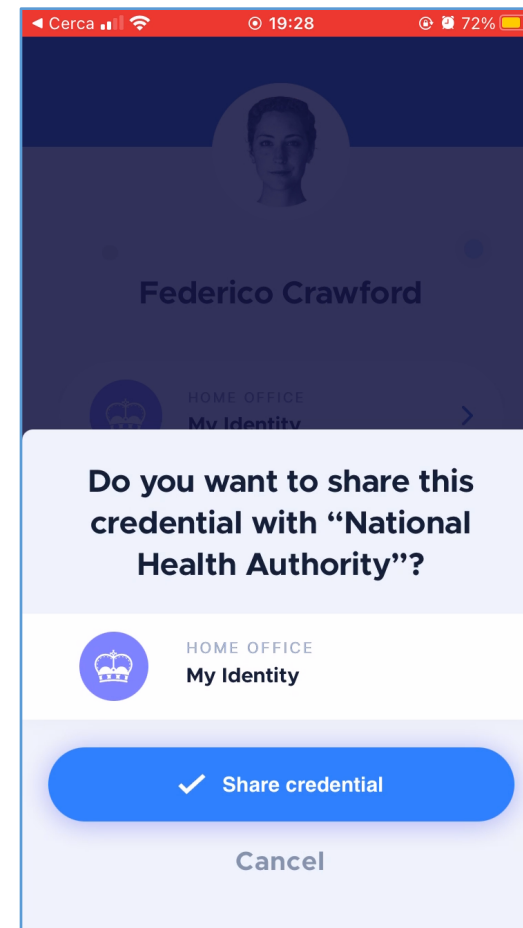 Cerca 19:28 72%
Federico Crawford
HOME OFFICE
My Identity
Do you want to share this
credential with “National
Health Authority”?
HOME OFFICE
My Identity
Share credential
Cancel